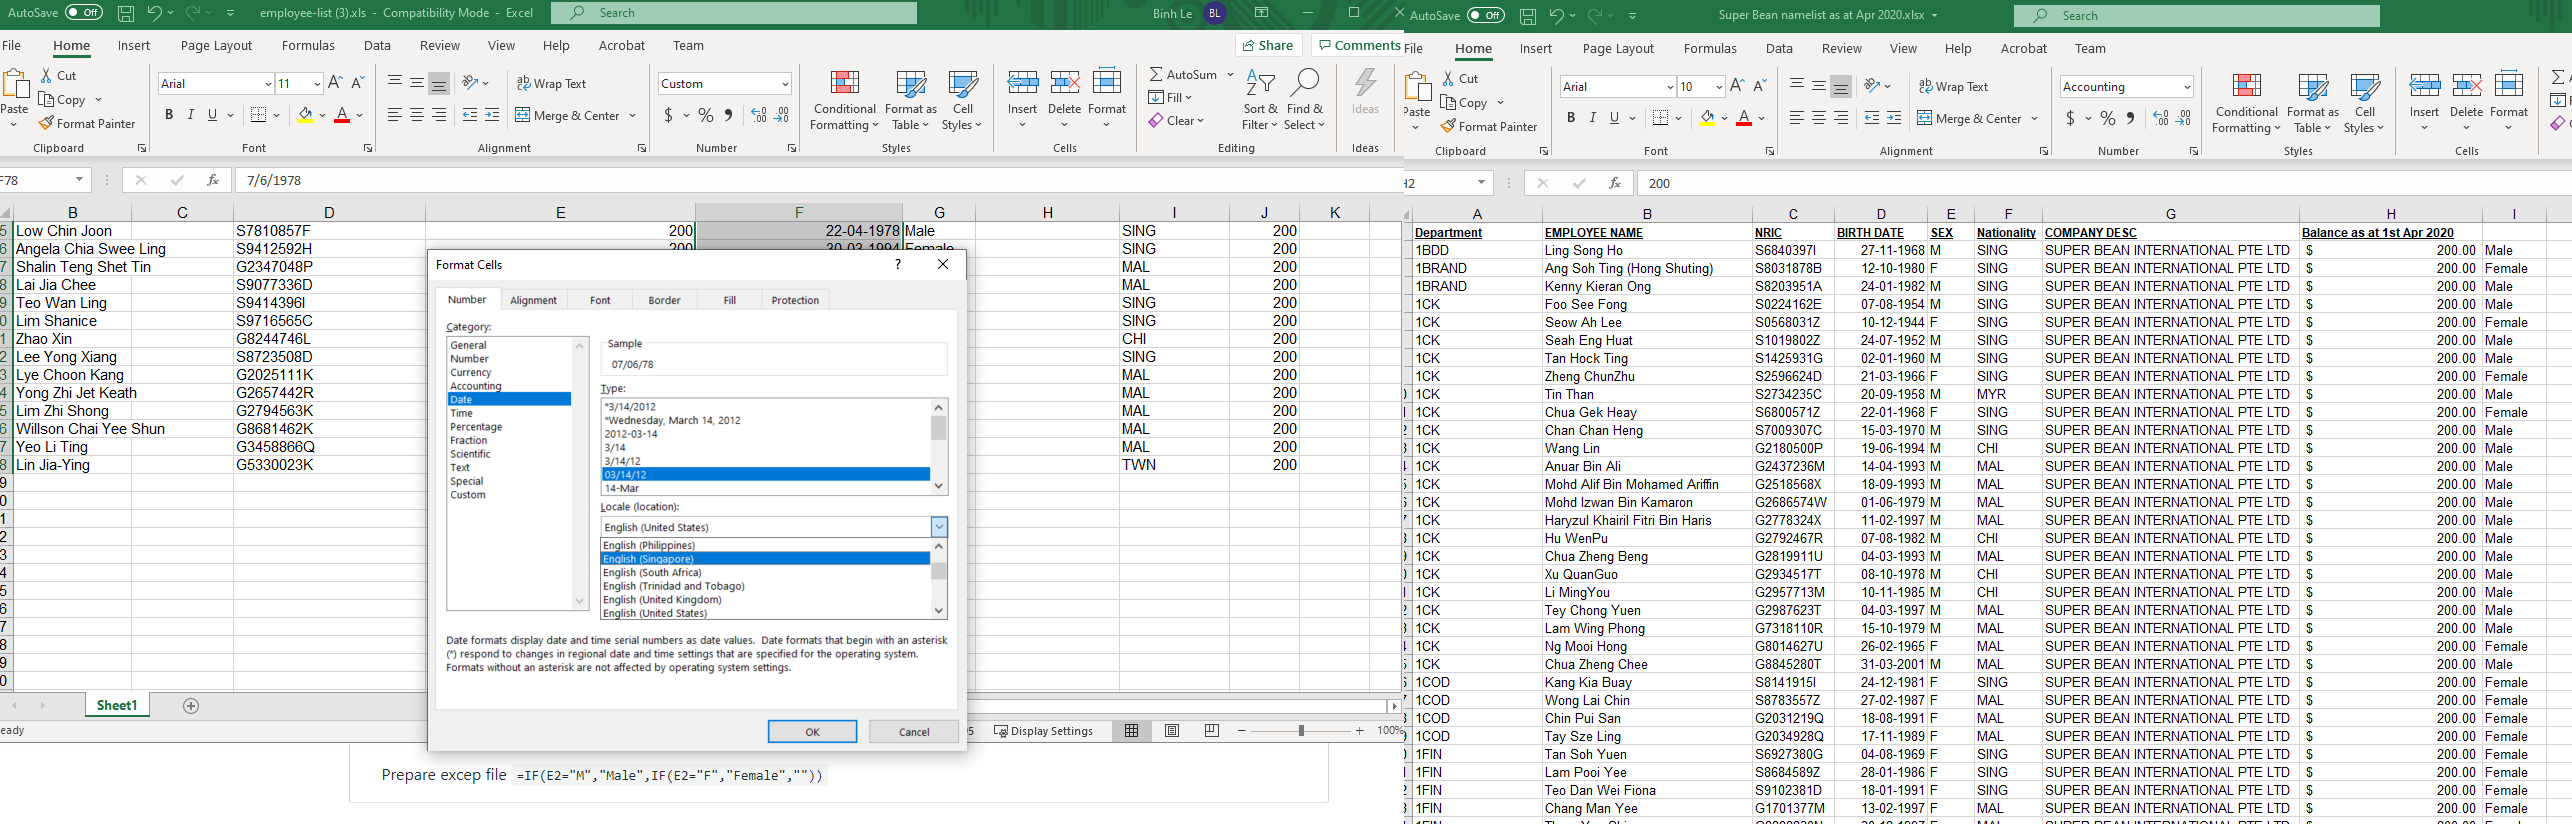 AutoSave Off employee-list (3).xls - Compatibility Mode - Excel Search Binh Le BL
File Home Insert Page Layout Formulas Data Review View Help Acrobat Team Share Comments
Cut
Copy
Paste Format Painter
Clipboard
Arial 11
B I U
Font
ab Wrap Text
Merge & Center
Alignment
Custom
$ % 9
Number
Conditional Formatting Format as Table Cell Styles
Styles
Insert Delete Format
Cells
AutoSum
Fill
Clear
Sort & Filter Find & Select
Editing
Ideas
Ideas
F78 fx 7/6/1978
B C D E F G H I J K
5 Low Chin Joon S7810857F 200 22-04-1978 Male SING 200
6 Angela Chia Swee Ling S9412592H 200 30-03-1994 Female SING 200
7 Shalin Teng Shet Tin G2347048P MAL 200
8 Lai Jia Chee S9077336D MAL 200
9 Teo Wan Ling S9414396I SING 200
0 Lim Shanice S9716565C SING 200
1 Zhao Xin G8244746L CHI 200
2 Lee Yong Xiang S8723508D SING 200
3 Lye Choon Kang G2025111K MAL 200
4 Yong Zhi Jet Keath G2657442R MAL 200
5 Lim Zhi Shong G2794563K MAL 200
6 Willson Chai Yee Shun G8681462K MAL 200
7 Yeo Li Ting G3458866Q MAL 200
8 Lin Jia-Ying G5330023K TWN 200
9
0
1
2
3
4
5
6
7
8
9
0
Sheet1
eady 5 Display Settings 100%
Format Cells ?
Number Alignment Font Border Fill Protection
Category:
General
Number
Currency
Accounting
Date
Time
Percentage
Fraction
Scientific
Text
Special
Custom
Sample
07/06/78
Type:
*3/14/2012
*Wednesday, March 14, 2012
2012-03-14
3/14
3/14/12
03/14/12
14-Mar
Locale (location):
English (United States)
English (Philippines)
English (Singapore)
English (South Africa)
English (Trinidad and Tobago)
English (United Kingdom)
English (United States)
Date formats display date and time serial numbers as date values. Date formats that begin with an asterisk
(*) respond to changes in regional date and time settings that are specified for the operating system.
Formats without an asterisk are not affected by operating system settings.
OK Cancel
Prepare excep file =IF(E2="M","Male",IF(E2="F","Female",""))
AutoSave Off Super Bean namelist as at Apr 2020.xlsx Search
File Home Insert Page Layout Formulas Data Review View Help Acrobat Team
Cut
Copy
Paste Format Painter
Clipboard
Arial 10
B I U
Font
ab Wrap Text
Merge & Center
Alignment
Accounting
$ % 9
Number
Conditional Formatting Format as Table Cell Styles
Styles
Insert Delete Format
Cells
H2 fx 200
A B C D E F G H I
Department EMPLOYEE NAME NRIC BIRTH DATE SEX Nationality COMPANY DESC Balance as at 1st Apr 2020
1BDD Ling Song Ho S6840397I 27-11-1968 M SING SUPER BEAN INTERNATIONAL PTE LTD $ 200.00 Male
1BRAND Ang Soh Ting (Hong Shuting) S8031878B 12-10-1980 F SING SUPER BEAN INTERNATIONAL PTE LTD $ 200.00 Female
1BRAND Kenny Kieran Ong S8203951A 24-01-1982 M SING SUPER BEAN INTERNATIONAL PTE LTD $ 200.00 Male
1CK Foo See Fong S0224162E 07-08-1954 M SING SUPER BEAN INTERNATIONAL PTE LTD $ 200.00 Male
1CK Seow Ah Lee S0568031Z 10-12-1944 F SING SUPER BEAN INTERNATIONAL PTE LTD $ 200.00 Female
1CK Seah Eng Huat S1019802Z 24-07-1952 M SING SUPER BEAN INTERNATIONAL PTE LTD $ 200.00 Male
1CK Tan Hock Ting S1425931G 02-01-1960 M SING SUPER BEAN INTERNATIONAL PTE LTD $ 200.00 Male
1CK Zheng ChunZhu S2596624D 21-03-1966 F SING SUPER BEAN INTERNATIONAL PTE LTD $ 200.00 Female
1CK Tin Than S2734235C 20-09-1958 M MYR SUPER BEAN INTERNATIONAL PTE LTD $ 200.00 Male
1CK Chua Gek Heay S6800571Z 22-01-1968 F SING SUPER BEAN INTERNATIONAL PTE LTD $ 200.00 Female
1CK Chan Chan Heng S7009307C 15-03-1970 M SING SUPER BEAN INTERNATIONAL PTE LTD $ 200.00 Male
1CK Wang Lin G2180500P 19-06-1994 M CHI SUPER BEAN INTERNATIONAL PTE LTD $ 200.00 Male
1CK Anuar Bin Ali G2437236M 14-04-1993 M MAL SUPER BEAN INTERNATIONAL PTE LTD $ 200.00 Male
1CK Mohd Alif Bin Mohamed Ariffin G2518568X 18-09-1993 M MAL SUPER BEAN INTERNATIONAL PTE LTD $ 200.00 Male
1CK Mohd Izwan Bin Kamaron G2686574W 01-06-1979 M MAL SUPER BEAN INTERNATIONAL PTE LTD $ 200.00 Male
1CK Haryzul Khairil Fitri Bin Haris G2778324X 11-02-1997 M MAL SUPER BEAN INTERNATIONAL PTE LTD $ 200.00 Male
1CK Hu WenPu G2792467R 07-08-1982 M CHI SUPER BEAN INTERNATIONAL PTE LTD $ 200.00 Male
1CK Chua Zheng Beng G2819911U 04-03-1993 M MAL SUPER BEAN INTERNATIONAL PTE LTD $ 200.00 Male
1CK Xu QuanGuo G2934517T 08-10-1978 M CHI SUPER BEAN INTERNATIONAL PTE LTD $ 200.00 Male
1CK Li MingYou G2957713M 10-11-1985 M CHI SUPER BEAN INTERNATIONAL PTE LTD $ 200.00 Male
1CK Tey Chong Yuen G2987623T 04-03-1997 M MAL SUPER BEAN INTERNATIONAL PTE LTD $ 200.00 Male
1CK Lam Wing Phong G7318110R 15-10-1979 M MAL SUPER BEAN INTERNATIONAL PTE LTD $ 200.00 Male
1CK Ng Mooi Hong G8014627U 26-02-1965 F MAL SUPER BEAN INTERNATIONAL PTE LTD $ 200.00 Female
1CK Chua Zheng Chee G8845280T 31-03-2001 M MAL SUPER BEAN INTERNATIONAL PTE LTD $ 200.00 Male
1COD Kang Kia Buay S8141915I 24-12-1981 F SING SUPER BEAN INTERNATIONAL PTE LTD $ 200.00 Female
1COD Wong Lai Chin S8783557Z 27-02-1987 F MAL SUPER BEAN INTERNATIONAL PTE LTD $ 200.00 Female
1COD Chin Pui San G2031219Q 18-08-1991 F MAL SUPER BEAN INTERNATIONAL PTE LTD $ 200.00 Female
1COD Tay Sze Ling G2034928Q 17-11-1989 F MAL SUPER BEAN INTERNATIONAL PTE LTD $ 200.00 Female
1FIN Tan Soh Yuen S6927380G 04-08-1969 F SING SUPER BEAN INTERNATIONAL PTE LTD $ 200.00 Female
1FIN Lam Pooi Yee S8684589Z 28-01-1986 F SING SUPER BEAN INTERNATIONAL PTE LTD $ 200.00 Female
1FIN Teo Dan Wei Fiona S9102381D 18-01-1991 F SING SUPER BEAN INTERNATIONAL PTE LTD $ 200.00 Female
1FIN Chang Man Yee G1701377M 13-02-1997 F MAL SUPER BEAN INTERNATIONAL PTE LTD $ 200.00 Female